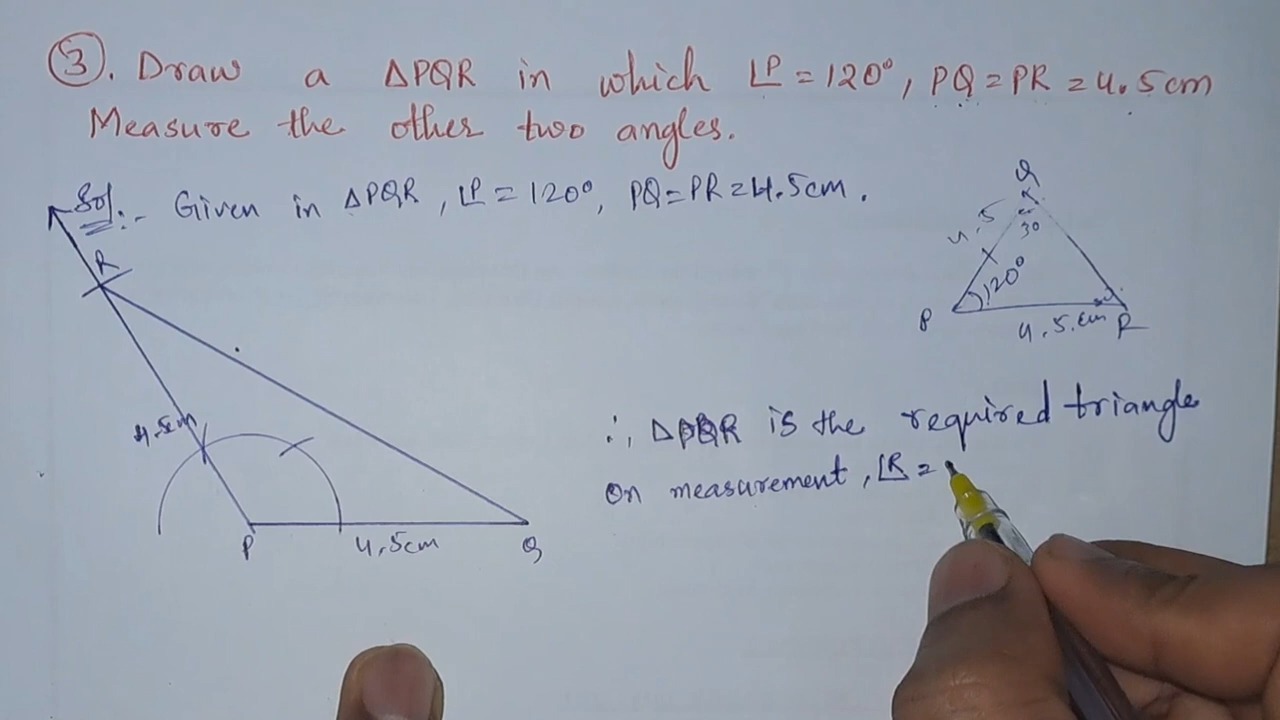 ③. Draw a ΔPQR in which ∠P = 120°, PQ = PR = 4.5cm
Measure the other two angles.
Sol:- Given in ΔPQR, ∠P = 120°, PQ = PR = 4.5cm.
Q
4.5
30
120°
P
4.5.cm
R
R
4.5cm
P
4.5cm
Q
∴, ΔPQR is the required triangle
On measurement, ∠R =